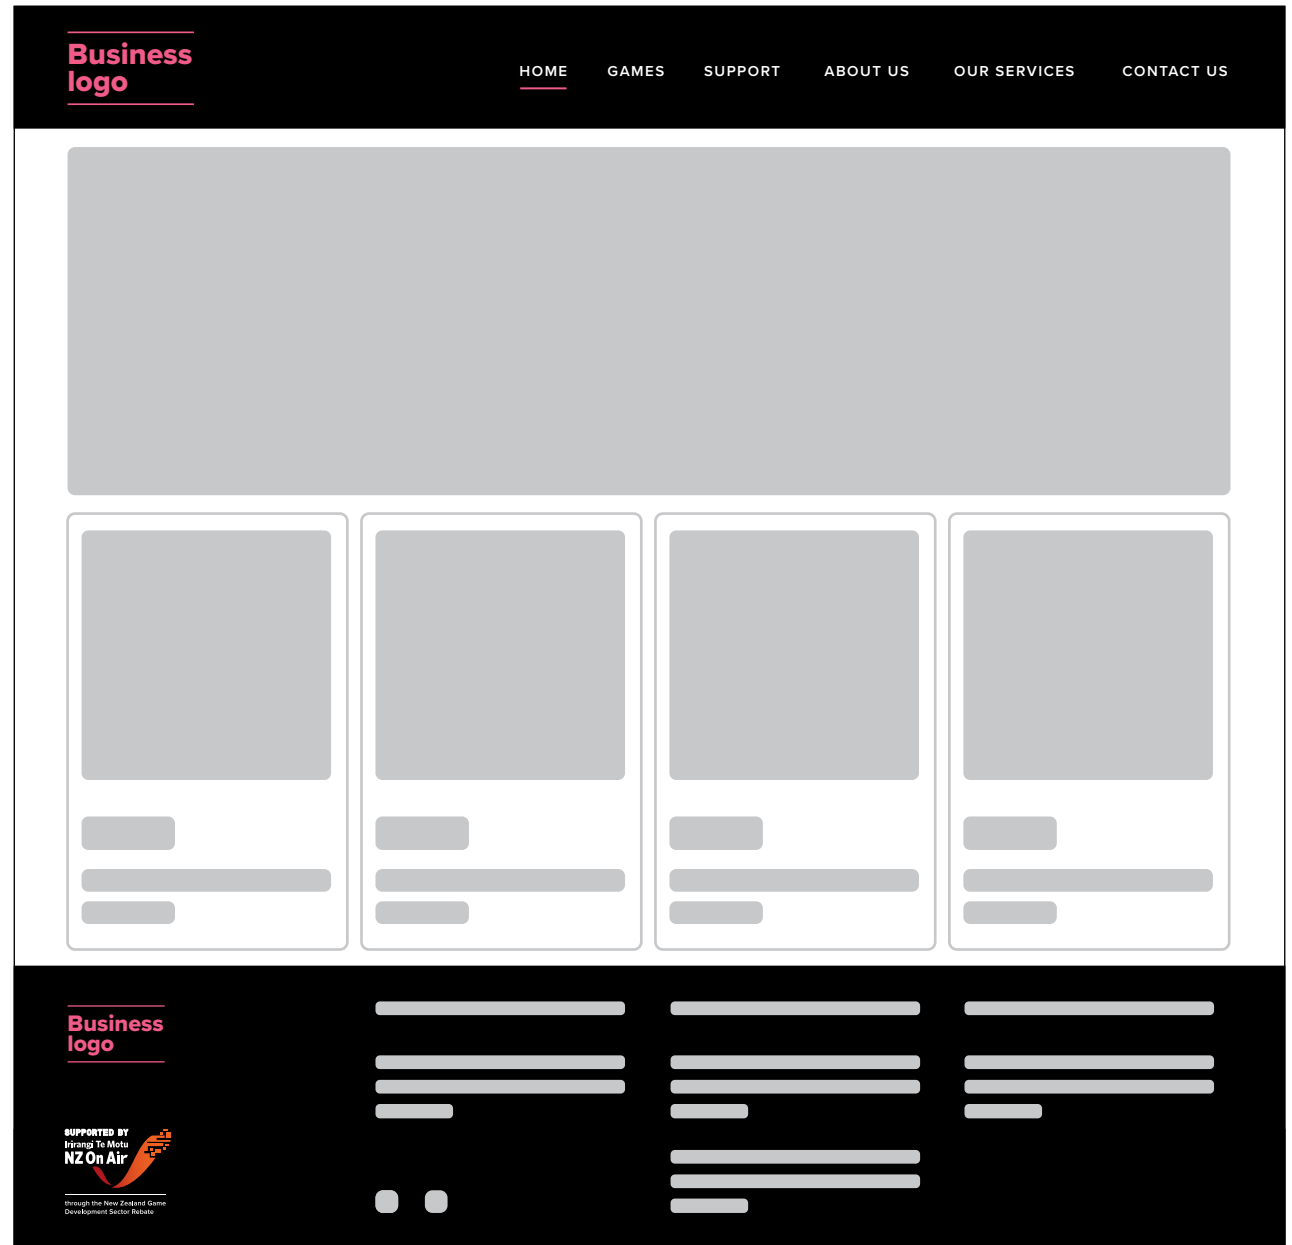 Business
logo
HOME GAMES SUPPORT ABOUT US OUR SERVICES CONTACT US
Business
logo
SUPPORTED BY
Irirangi Te Motu
NZ On Air
through the New Zealand Game
Development Sector Rebate